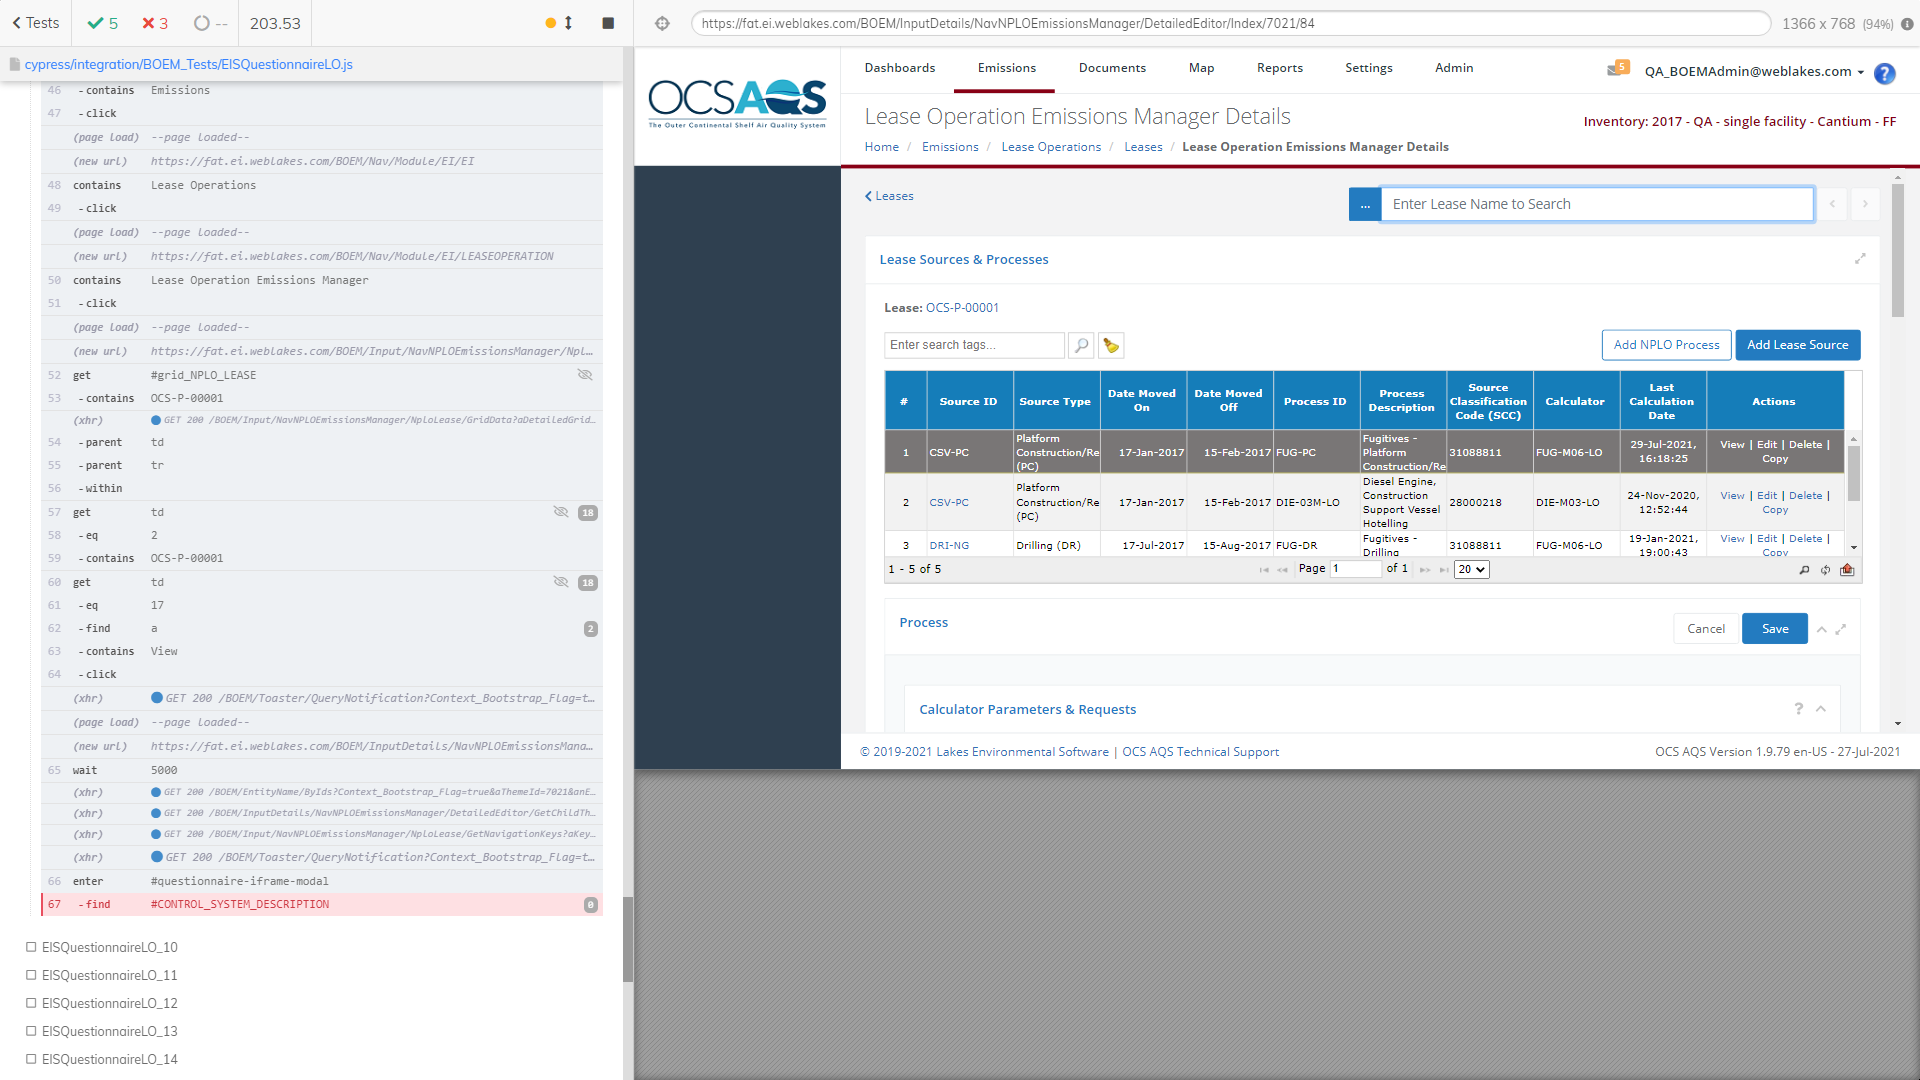 Tests
5
3
--
203.53
cypress/integration/BOEM_Tests/EISQuestionnaireLO.js
46 - contains Emissions
47 - click
(page load) --page loaded--
(new url) https://fat.ei.weblakes.com/BOEM/Nav/Module/EI/EI
48 contains Lease Operations
49 - click
(page load) --page loaded--
(new url) https://fat.ei.weblakes.com/BOEM/Nav/Module/EI/LEASEOPERATION
50 contains Lease Operation Emissions Manager
51 - click
(page load) --page loaded--
(new url) https://fat.ei.weblakes.com/BOEM/Input/NavNPLOEmissionsManager/Npl…
52 get #grid_NPLO_LEASE
53 - contains OCS-P-00001
(xhr) GET 200 /BOEM/Input/NavNPLOEmissionsManager/NploLease/GridData?aDetailedGrid…
54 - parent td
55 - parent tr
56 - within
57 get td 18
58 - eq 2
59 - contains OCS-P-00001
60 get td 18
61 - eq 17
62 - find a 2
63 - contains View
64 - click
(xhr) GET 200 /BOEM/Toaster/QueryNotification?Context_Bootstrap_Flag=t…
(page load) --page loaded--
(new url) https://fat.ei.weblakes.com/BOEM/InputDetails/NavNPLOEmissionsMana…
65 wait 5000
(xhr) GET 200 /BOEM/EntityName/ByIds?Context_Bootstrap_Flag=true&aThemeId=7021&anE…
(xhr) GET 200 /BOEM/InputDetails/NavNPLOEmissionsManager/DetailedEditor/GetChildTh…
(xhr) GET 200 /BOEM/Input/NavNPLOEmissionsManager/NploLease/GetNavigationKeys?aKey…
(xhr) GET 200 /BOEM/Toaster/QueryNotification?Context_Bootstrap_Flag=t…
66 enter #questionnaire-iframe-modal
67 - find #CONTROL_SYSTEM_DESCRIPTION 0
EISQuestionnaireLO_10
EISQuestionnaireLO_11
EISQuestionnaireLO_12
EISQuestionnaireLO_13
EISQuestionnaireLO_14
https://fat.ei.weblakes.com/BOEM/InputDetails/NavNPLOEmissionsManager/DetailedEditor/Index/7021/84
1366 x 768 (94%)
OCSAQS
The Outer Continental Shelf Air Quality System
Dashboards Emissions Documents Map Reports Settings Admin
5 QA_BOEMAdmin@weblakes.com ?
Lease Operation Emissions Manager Details
Inventory: 2017 - QA - single facility - Cantium - FF
Home / Emissions / Lease Operations / Leases / Lease Operation Emissions Manager Details
Leases
... Enter Lease Name to Search
Lease Sources & Processes
Lease: OCS-P-00001
Enter search tags...
Add NPLO Process Add Lease Source
# Source ID Source Type Date Moved On Date Moved Off Process ID Process Description Source Classification Code (SCC) Calculator Last Calculation Date Actions
1 CSV-PC Platform Construction/Re (PC) 17-Jan-2017 15-Feb-2017 FUG-PC Fugitives - Platform Construction/Re 31088811 FUG-M06-LO 29-Jul-2021, 16:18:25 View | Edit | Delete | Copy
2 CSV-PC Platform Construction/Re (PC) 17-Jan-2017 15-Feb-2017 DIE-03M-LO Diesel Engine, Construction Support Vessel Hotelling 28000218 DIE-M03-LO 24-Nov-2020, 12:52:44 View | Edit | Delete | Copy
3 DRI-NG Drilling (DR) 17-Jul-2017 15-Aug-2017 FUG-DR Fugitives - Drilling 31088811 FUG-M06-LO 19-Jan-2021, 19:00:43 View | Edit | Delete | Copy
1 - 5 of 5
Page 1 of 1 20
Process
Cancel Save
Calculator Parameters & Requests
?
© 2019-2021 Lakes Environmental Software | OCS AQS Technical Support
OCS AQS Version 1.9.79 en-US - 27-Jul-2021